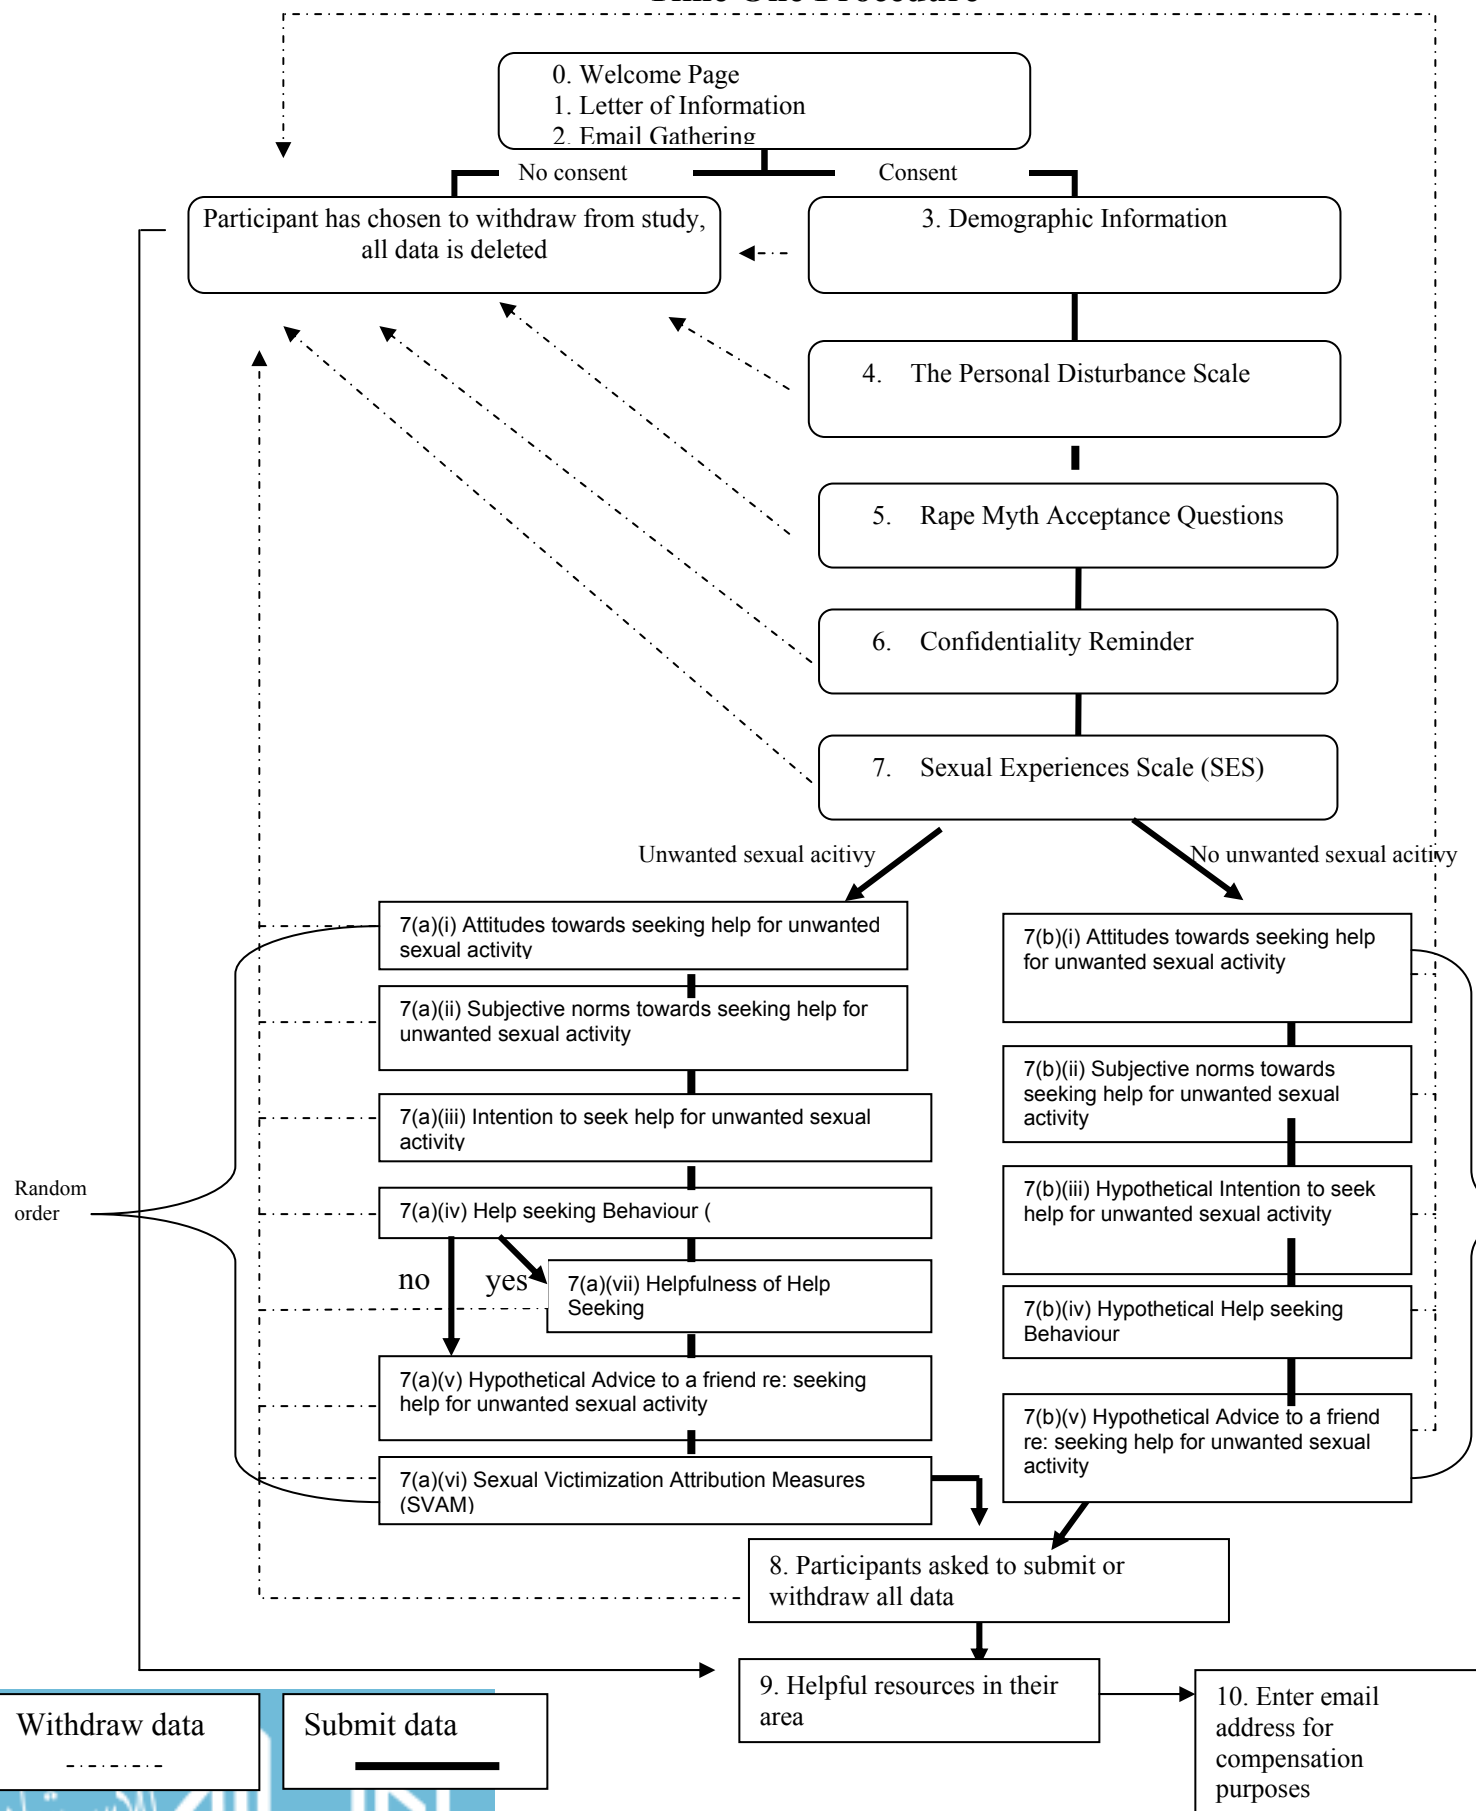 0. Welcome Page
1. Letter of Information
2. Email Gathering
No consent
Consent
Participant has chosen to withdraw from study,
all data is deleted
3. Demographic Information
4. The Personal Disturbance Scale
5. Rape Myth Acceptance Questions
6. Confidentiality Reminder
7. Sexual Experiences Scale (SES)
Unwanted sexual acitivy
No unwanted sexual acitivy
7(a)(i) Attitudes towards seeking help for unwanted
sexual activity
7(a)(ii) Subjective norms towards seeking help for
unwanted sexual activity
7(a)(iii) Intention to seek help for unwanted sexual
activity
Random
order
7(a)(iv) Help seeking Behaviour (
no
yes
7(a)(vii) Helpfulness of Help
Seeking
7(a)(v) Hypothetical Advice to a friend re: seeking
help for unwanted sexual activity
7(a)(vi) Sexual Victimization Attribution Measures
(SVAM)
7(b)(i) Attitudes towards seeking help
for unwanted sexual activity
7(b)(ii) Subjective norms towards
seeking help for unwanted sexual
activity
7(b)(iii) Hypothetical Intention to seek
help for unwanted sexual activity
7(b)(iv) Hypothetical Help seeking
Behaviour
7(b)(v) Hypothetical Advice to a friend
re: seeking help for unwanted sexual
activity
8. Participants asked to submit or
withdraw all data
9. Helpful resources in their
area
10. Enter email
address for
compensation
purposes
Withdraw data
Submit data